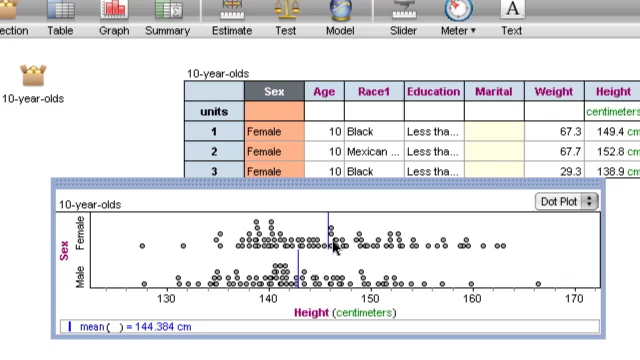 ection Table Graph Summary Estimate Test Model Slider Meter ▾ Text
10-year-olds
10-year-olds
Sex Age Race1 Education Marital Weight Height
units centimeters
1 Female 10 Black Less tha... 67.3 149.4 cm
2 Female 10 Mexican ... Less tha... 67.7 152.8 cm
3 Female 10 Black Less tha... 29.3 138.9 cm
10-year-olds Dot Plot
Sex
Female
Male
130 140 150 160 170
Height (centimeters)
mean( ) = 144.384 cm